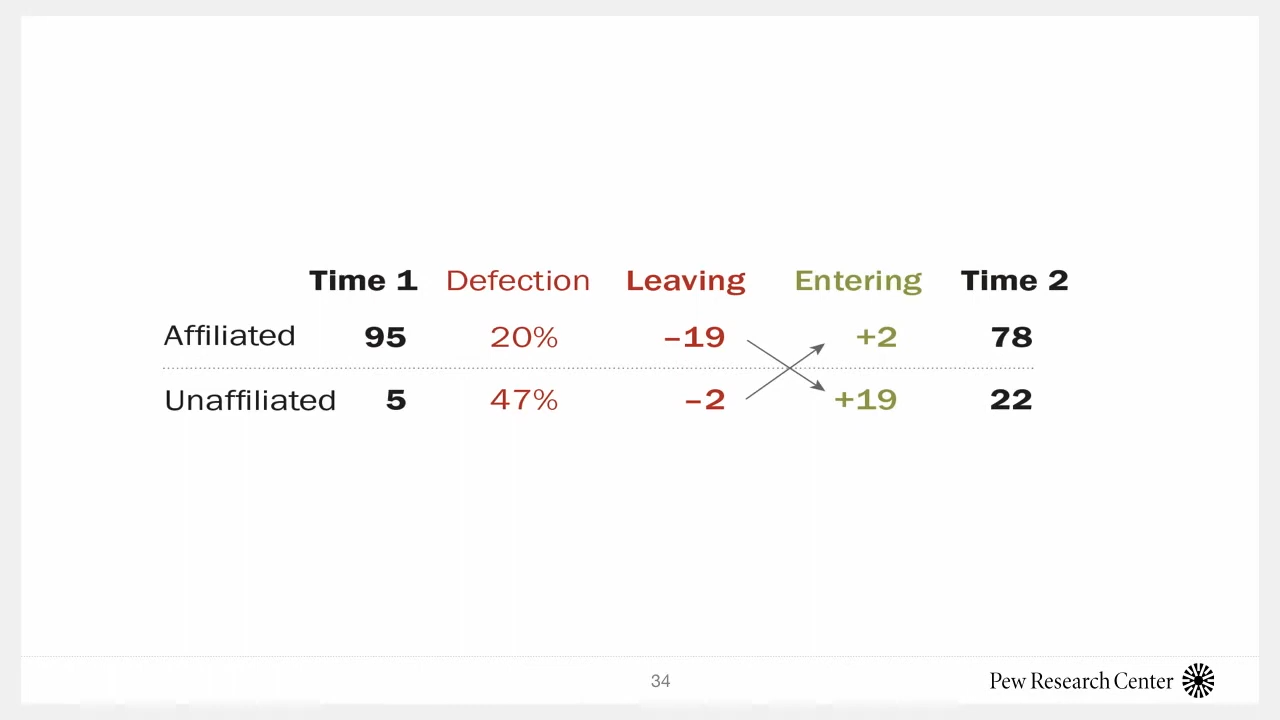 Time 1 Defection Leaving Entering Time 2
Affiliated 95 20% –19 +2 78
Unaffiliated 5 47% –2 +19 22
34
Pew Research Center